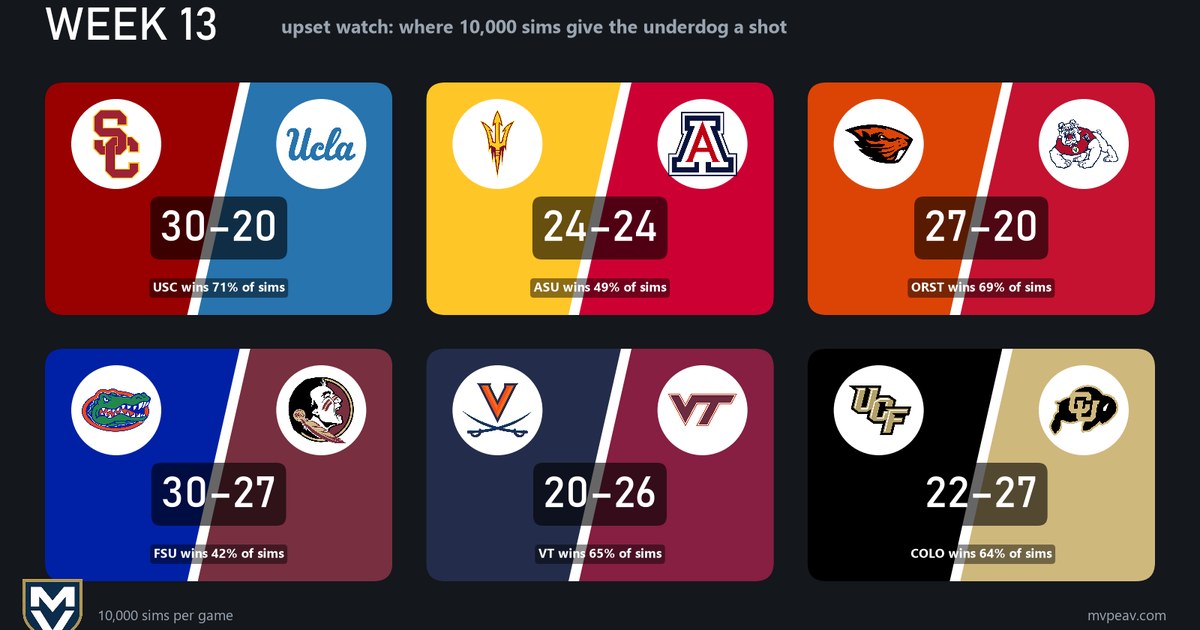 WEEK 13
upset watch: where 10,000 sims give the underdog a shot
SC
Ucla
A
30–20
24–24
27–20
USC wins 71% of sims
ASU wins 49% of sims
ORST wins 69% of sims
V
VT
UCF
CU
30–27
20–26
22–27
FSU wins 42% of sims
VT wins 65% of sims
COLO wins 64% of sims
MV
10,000 sims per game
mvpeav.com